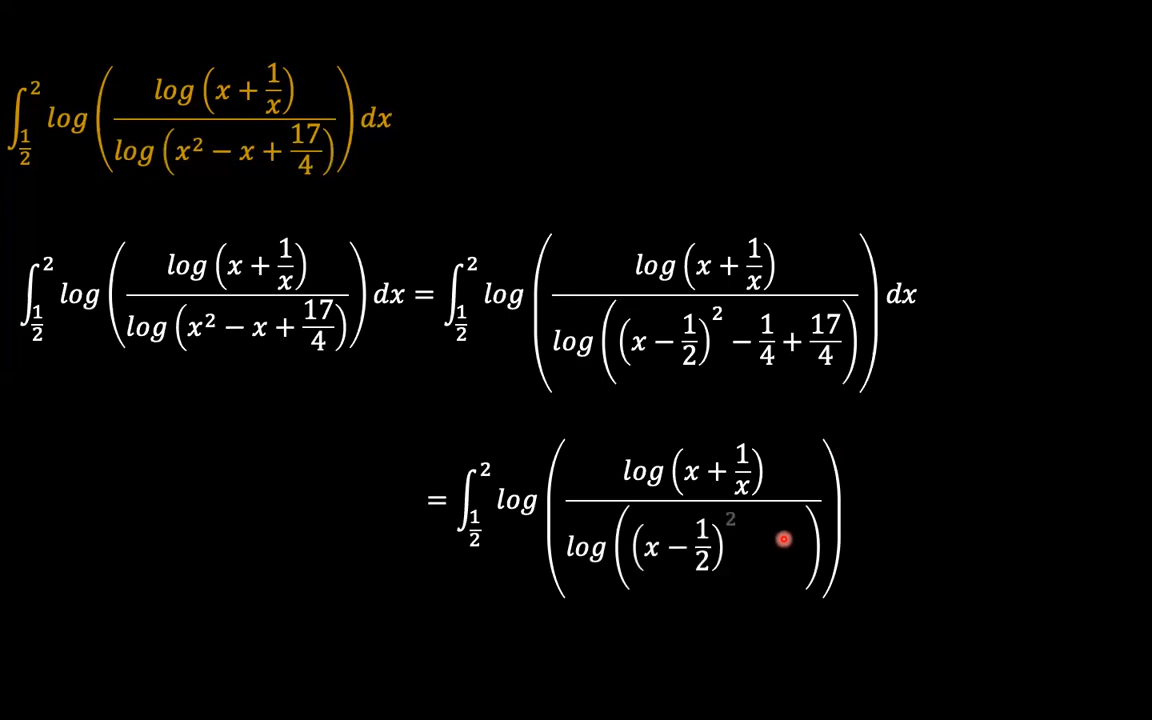 ∫_{1/2}^{2} log( log(x + 1/x) / log(x² − x + 17/4) ) dx
∫_{1/2}^{2} log( log(x + 1/x) / log(x² − x + 17/4) ) dx = ∫_{1/2}^{2} log( log(x + 1/x) / log((x − 1/2)² − 1/4 + 17/4) ) dx
= ∫_{1/2}^{2} log( log(x + 1/x) / log((x − 1/2)² ) )